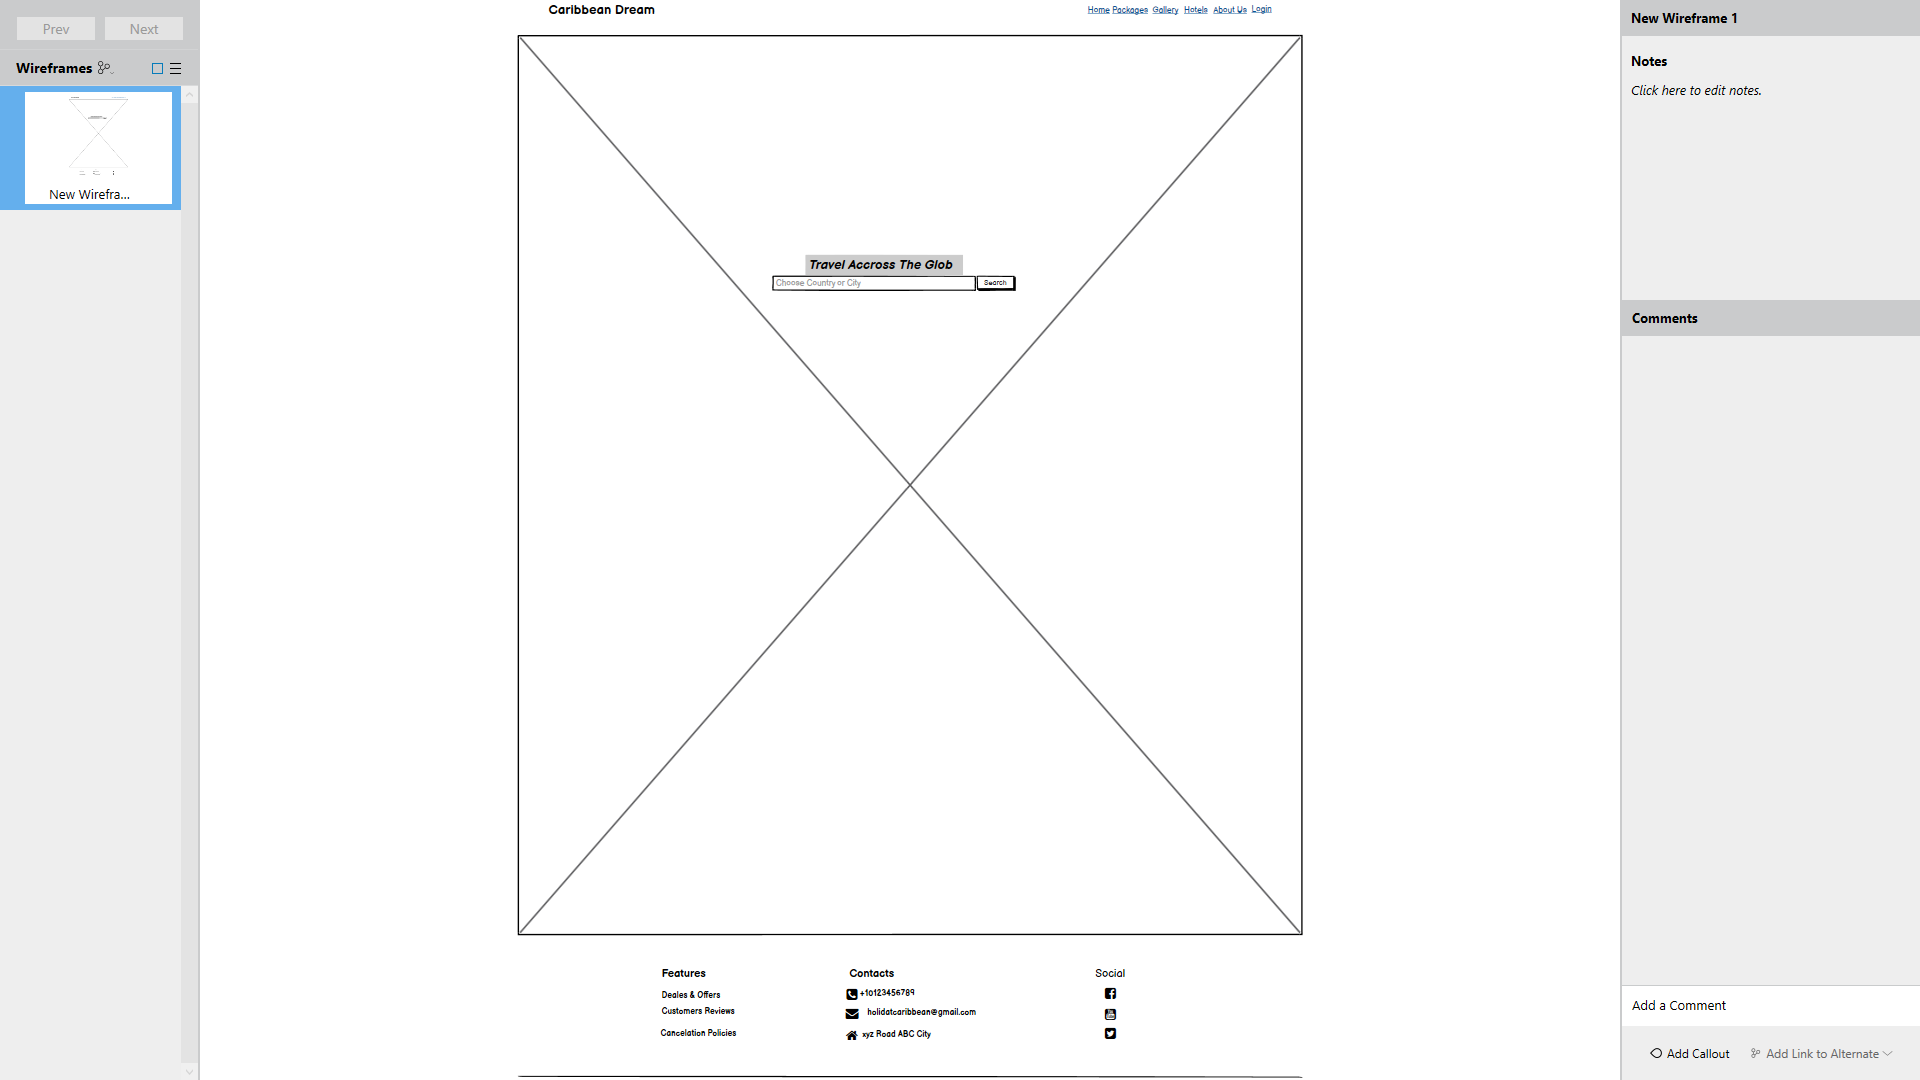 Prev Next
Wireframes
New Wirefra...
Caribbean Dream
Home Packages Gallery Hotels About Us Login
Travel Accross The Glob
Choose Country or City Search
Features
Deales & Offers
Customers Reviews
Cancelation Policies
Contacts
+10123456789
holidatcaribbean@gmail.com
xyz Road ABC City
Social
New Wireframe 1
Notes
Click here to edit notes.
Comments
Add a Comment
Add Callout Add Link to Alternate